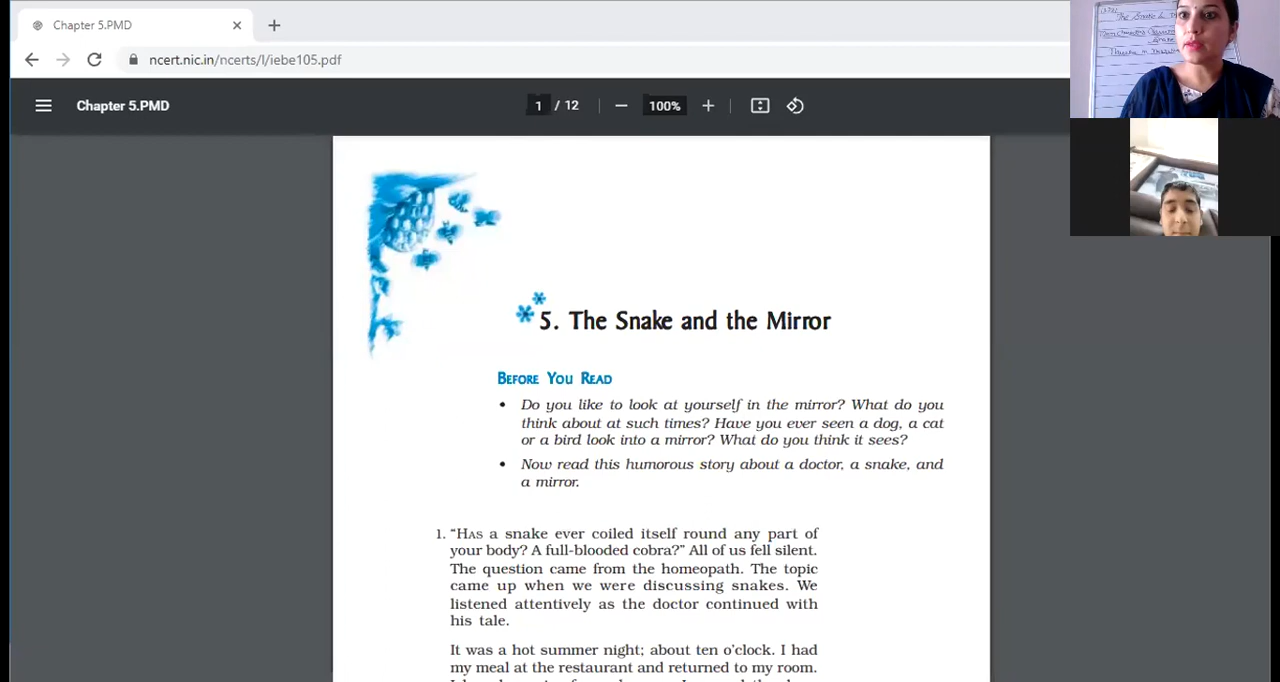 Chapter 5.PMD
ncert.nic.in/ncerts/l/iebe105.pdf
Chapter 5.PMD
1 / 12
100%
5. The Snake and the Mirror
BEFORE YOU READ
• Do you like to look at yourself in the mirror? What do you
think about at such times? Have you ever seen a dog, a cat
or a bird look into a mirror? What do you think it sees?
• Now read this humorous story about a doctor, a snake, and
a mirror.
1. “HAS a snake ever coiled itself round any part of
your body? A full-blooded cobra?” All of us fell silent.
The question came from the homeopath. The topic
came up when we were discussing snakes. We
listened attentively as the doctor continued with
his tale.
It was a hot summer night; about ten o’clock. I had
my meal at the restaurant and returned to my room.
The Snake